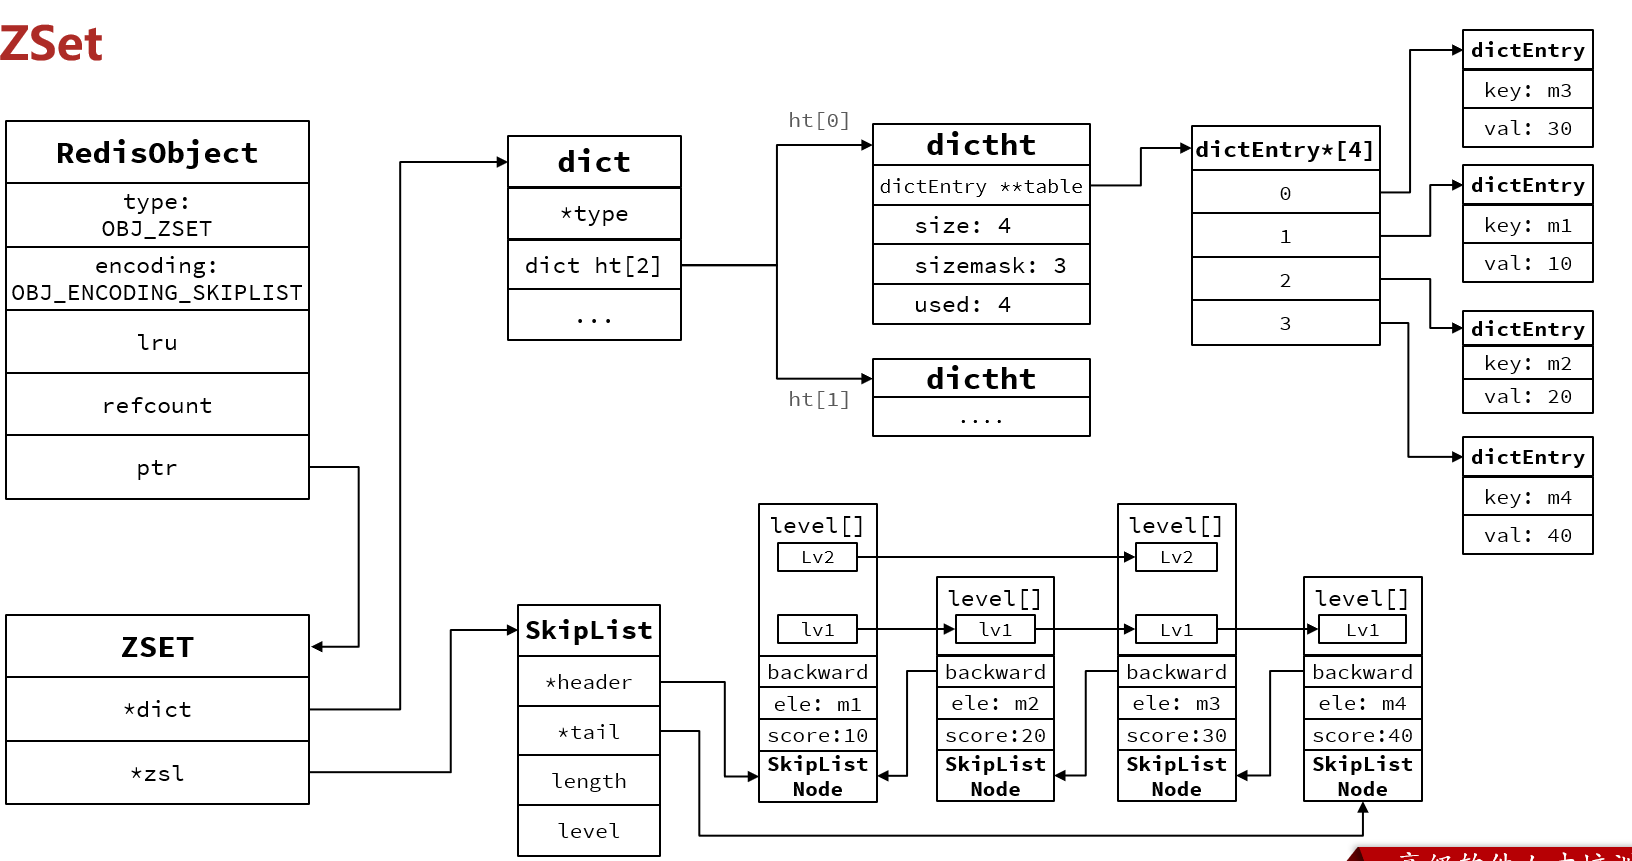 ZSet
RedisObject
type:
OBJ_ZSET
encoding:
OBJ_ENCODING_SKIPLIST
lru
refcount
ptr
ZSET
*dict
*zsl
dict
*type
dict ht[2]
...
ht[0]
dictht
dictEntry **table
size: 4
sizemask: 3
used: 4
ht[1]
dictht
....
dictEntry*[4]
0
1
2
3
dictEntry
key: m3
val: 30
dictEntry
key: m1
val: 10
dictEntry
key: m2
val: 20
dictEntry
key: m4
val: 40
SkipList
*header
*tail
length
level
level[]
Lv2
lv1
backward
ele: m1
score:10
SkipList
Node
level[]
lv1
backward
ele: m2
score:20
SkipList
Node
level[]
Lv2
Lv1
backward
ele: m3
score:30
SkipList
Node
level[]
Lv1
backward
ele: m4
score:40
SkipList
Node